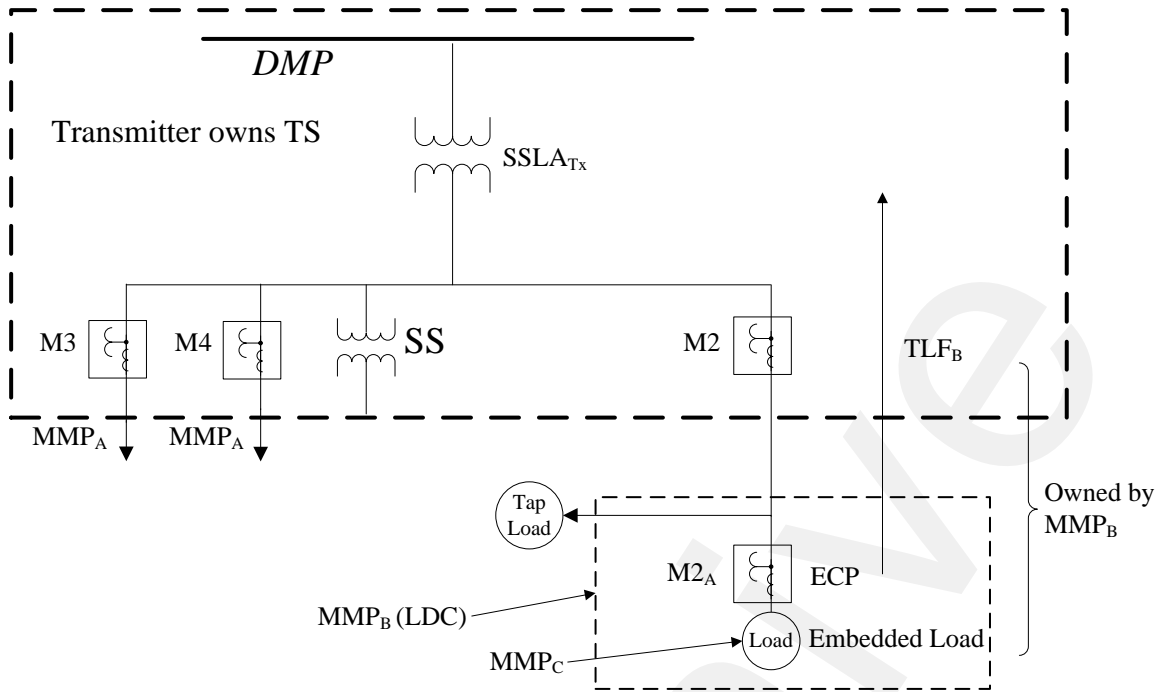 DMP
Transmitter owns TS
SSLA_Tx
M3
M4
SS
M2
TLF_B
MMP_A
MMP_A
Owned by
MMP_B
Tap
Load
M2_A
ECP
MMP_B (LDC)
Load
Embedded Load
MMP_C
ive